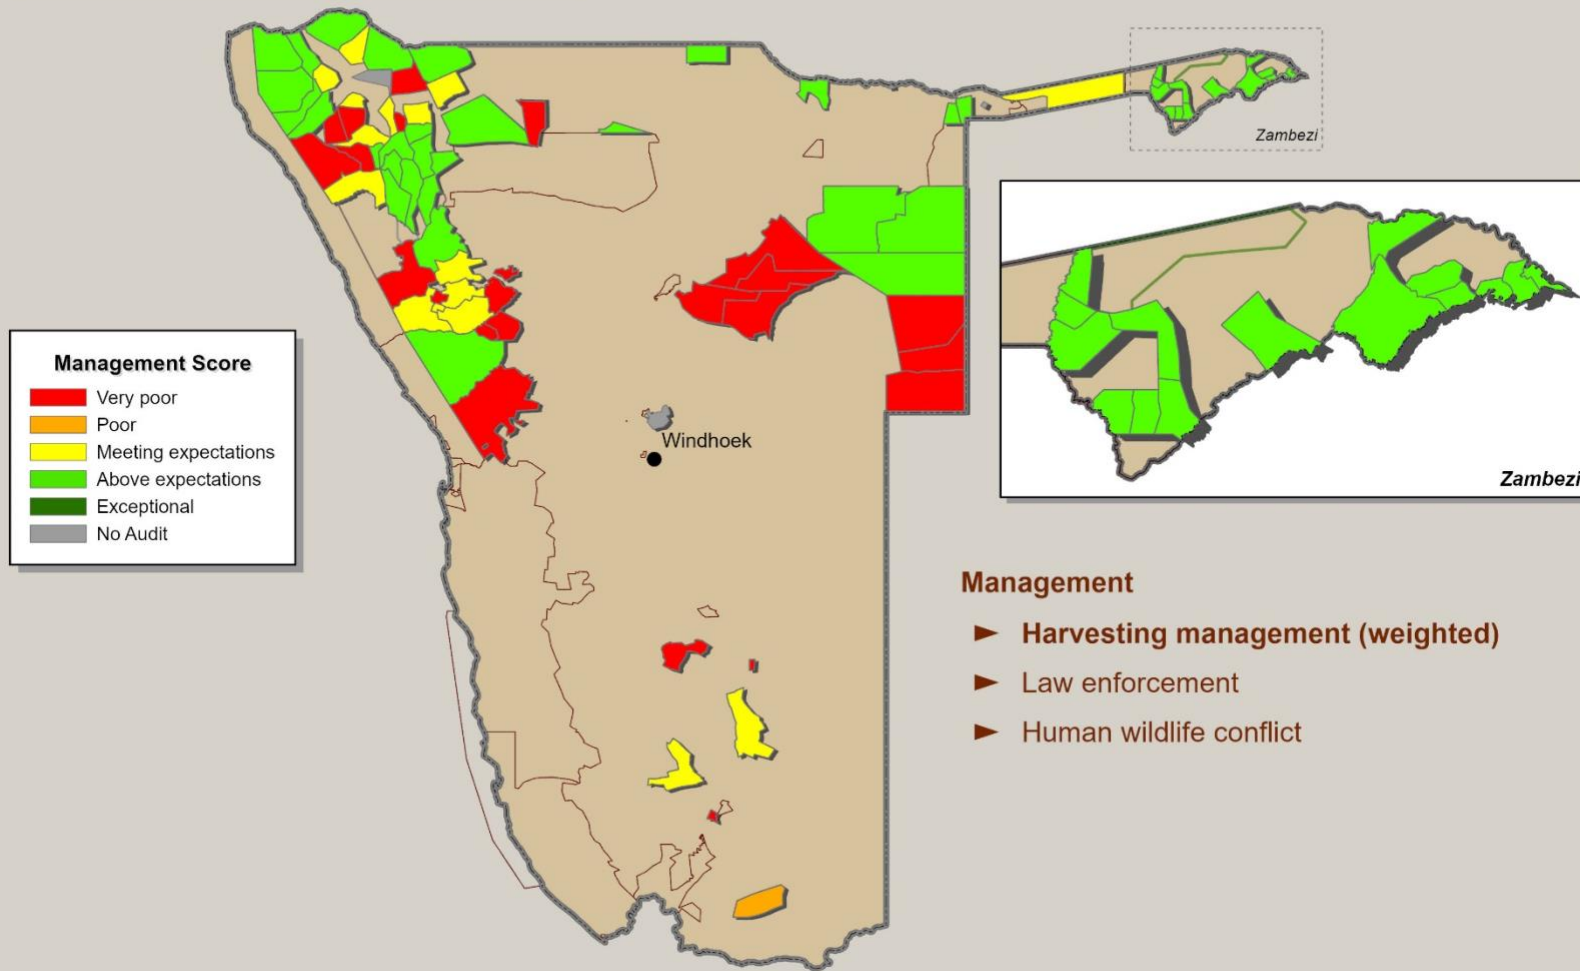 Zambezi
Management Score
Very poor
Poor
Meeting expectations
Above expectations
Exceptional
No Audit
Windhoek
Zambezi
Management
► Harvesting management (weighted)
► Law enforcement
► Human wildlife conflict